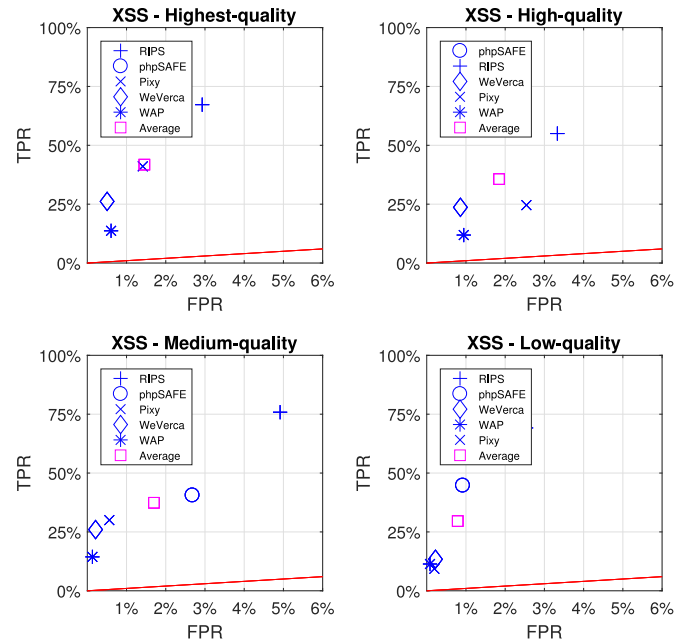 XSS - Highest-quality
100%
75%
50%
25%
0%
TPR
RIPS
phpSAFE
Pixy
WeVerca
WAP
Average
1% 2% 3% 4% 5% 6%
FPR
XSS - High-quality
100%
75%
50%
25%
0%
TPR
phpSAFE
RIPS
WeVerca
Pixy
WAP
Average
1% 2% 3% 4% 5% 6%
FPR
XSS - Medium-quality
100%
75%
50%
25%
0%
TPR
RIPS
phpSAFE
Pixy
WeVerca
WAP
Average
1% 2% 3% 4% 5% 6%
FPR
XSS - Low-quality
100%
75%
50%
25%
0%
TPR
RIPS
phpSAFE
WeVerca
WAP
Pixy
Average
1% 2% 3% 4% 5% 6%
FPR